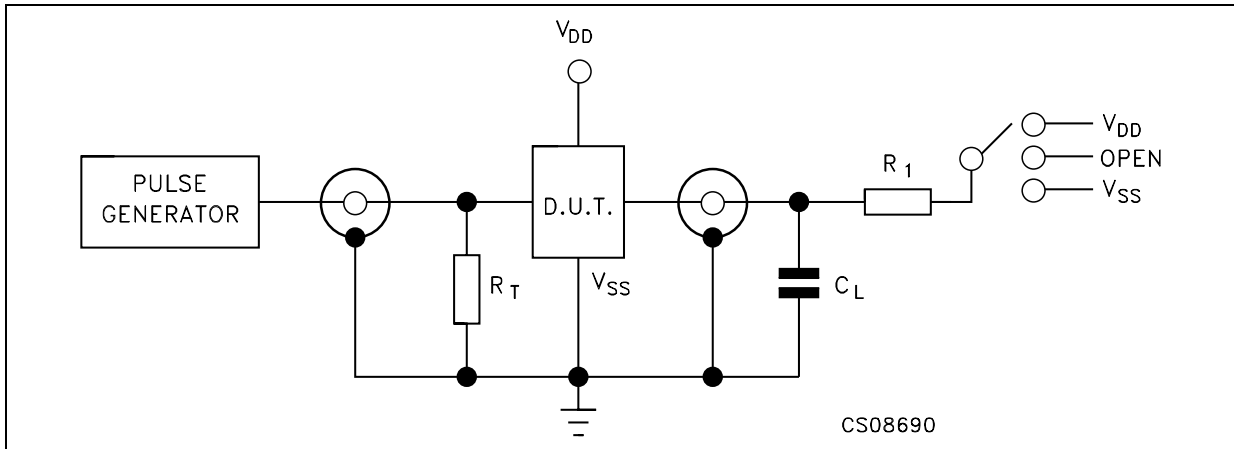 VDD
PULSE
GENERATOR
D.U.T.
RT
VSS
CL
R1
VDD
OPEN
VSS
CS08690